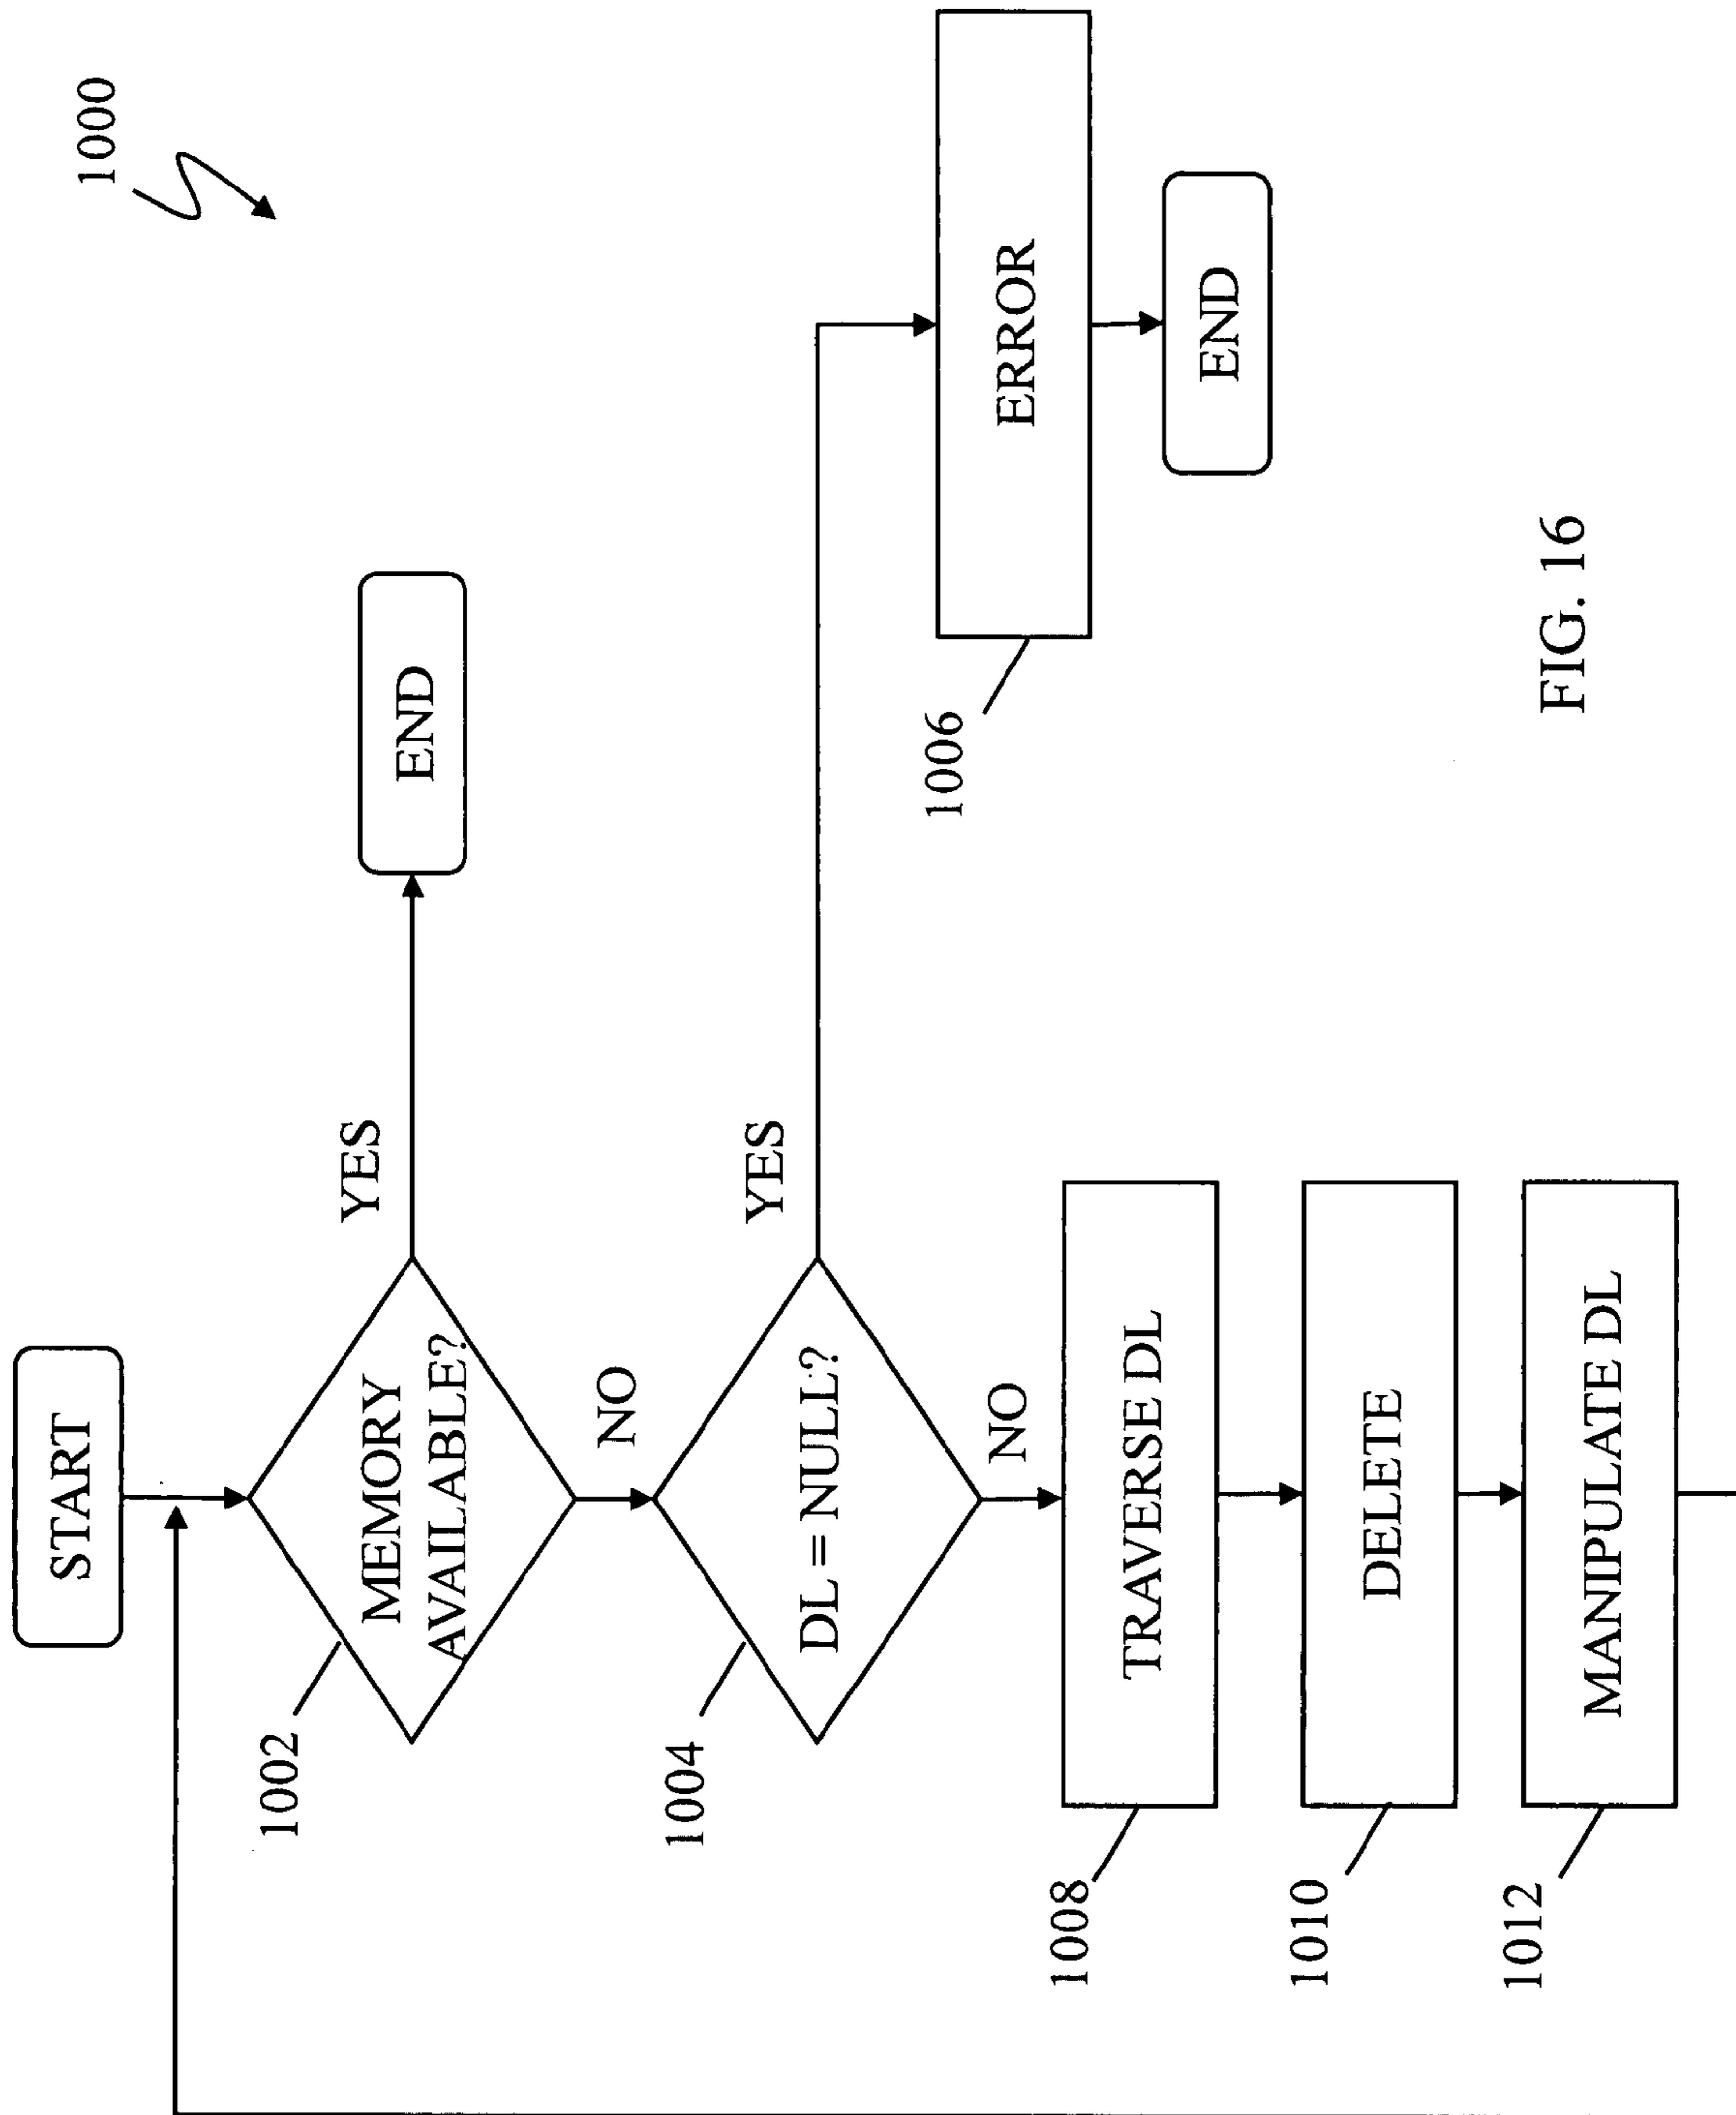 1000
START
1002
MEMORY
AVAILABLE?
YES
END
NO
1004
DL = NULL?
YES
1006
ERROR
END
NO
1008
TRAVERSE DL
1010
DELETE
1012
MANIPULATE DL
FIG. 16